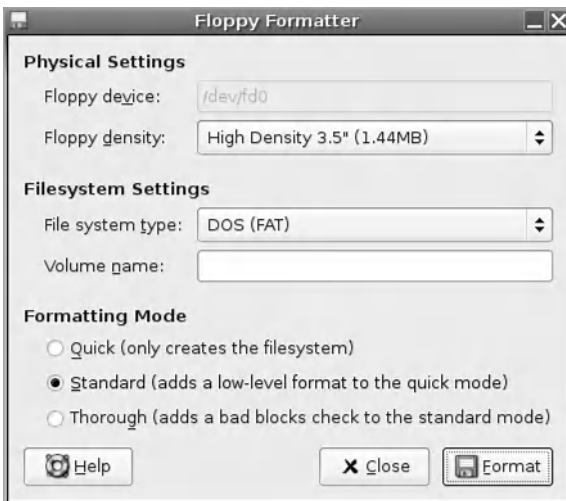 Floppy Formatter
Physical Settings
Floppy device: /dev/fd0
Floppy density: High Density 3.5" (1.44MB)
Filesystem Settings
File system type: DOS (FAT)
Volume name:
Formatting Mode
Quick (only creates the filesystem)
Standard (adds a low-level format to the quick mode)
Thorough (adds a bad blocks check to the standard mode)
Help Close Format